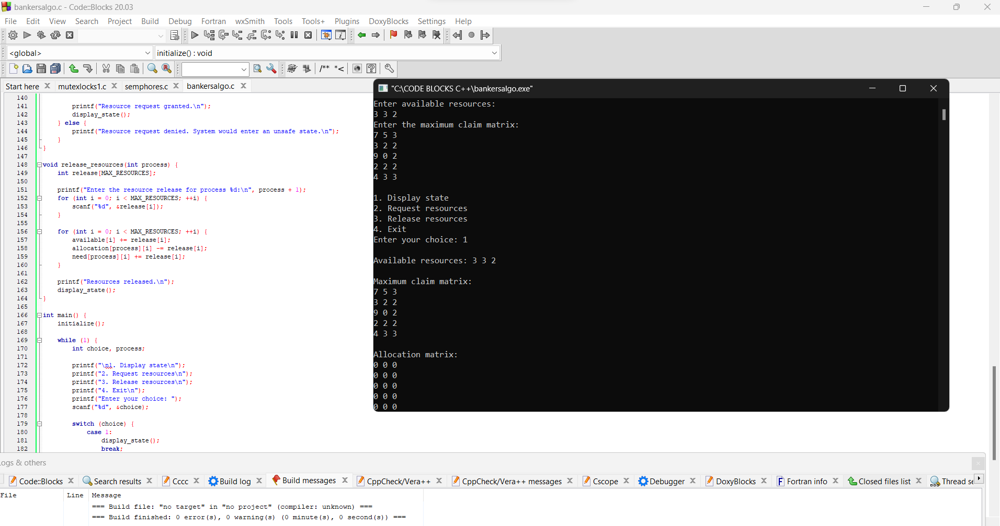 bankersalgo.c - Code::Blocks 20.03
File Edit View Search Project Build Debug Fortran wxSmith Tools Tools+ Plugins DoxyBlocks Settings Help
<global> initialize() : void
/** *<
Start here mutexlocks1.c semphores.c bankersalgo.c
140
141 printf("Resource request granted.\n");
142 display_state();
143 } else {
144 printf("Resource request denied. System would enter an unsafe state.\n");
145 }
146 }
147
148 void release_resources(int process) {
149 int release[MAX_RESOURCES];
150
151 printf("Enter the resource release for process %d:\n", process + 1);
152 for (int i = 0; i < MAX_RESOURCES; ++i) {
153 scanf("%d", &release[i]);
154 }
155
156 for (int i = 0; i < MAX_RESOURCES; ++i) {
157 available[i] += release[i];
158 allocation[process][i] -= release[i];
159 need[process][i] += release[i];
160 }
161
162 printf("Resources released.\n");
163 display_state();
164 }
165
166 int main() {
167 initialize();
168
169 while (1) {
170 int choice, process;
171
172 printf("\n1. Display state\n");
173 printf("2. Request resources\n");
174 printf("3. Release resources\n");
175 printf("4. Exit\n");
176 printf("Enter your choice: ");
177 scanf("%d", &choice);
178
179 switch (choice) {
180 case 1:
181 display_state();
182 break;
"C:\CODE BLOCKS C++\bankersalgo.exe"
Enter available resources:
3 3 2
Enter the maximum claim matrix:
7 5 3
3 2 2
9 0 2
2 2 2
4 3 3
1. Display state
2. Request resources
3. Release resources
4. Exit
Enter your choice: 1
Available resources: 3 3 2
Maximum claim matrix:
7 5 3
3 2 2
9 0 2
2 2 2
4 3 3
Allocation matrix:
0 0 0
0 0 0
0 0 0
0 0 0
0 0 0
ogs & others
Code::Blocks Search results Cccc Build log Build messages CppCheck/Vera++ CppCheck/Vera++ messages Cscope Debugger DoxyBlocks Fortran info Closed files list Thread se
File Line Message
=== Build file: "no target" in "no project" (compiler: unknown) ===
=== Build finished: 0 error(s), 0 warning(s) (0 minute(s), 0 second(s)) ===